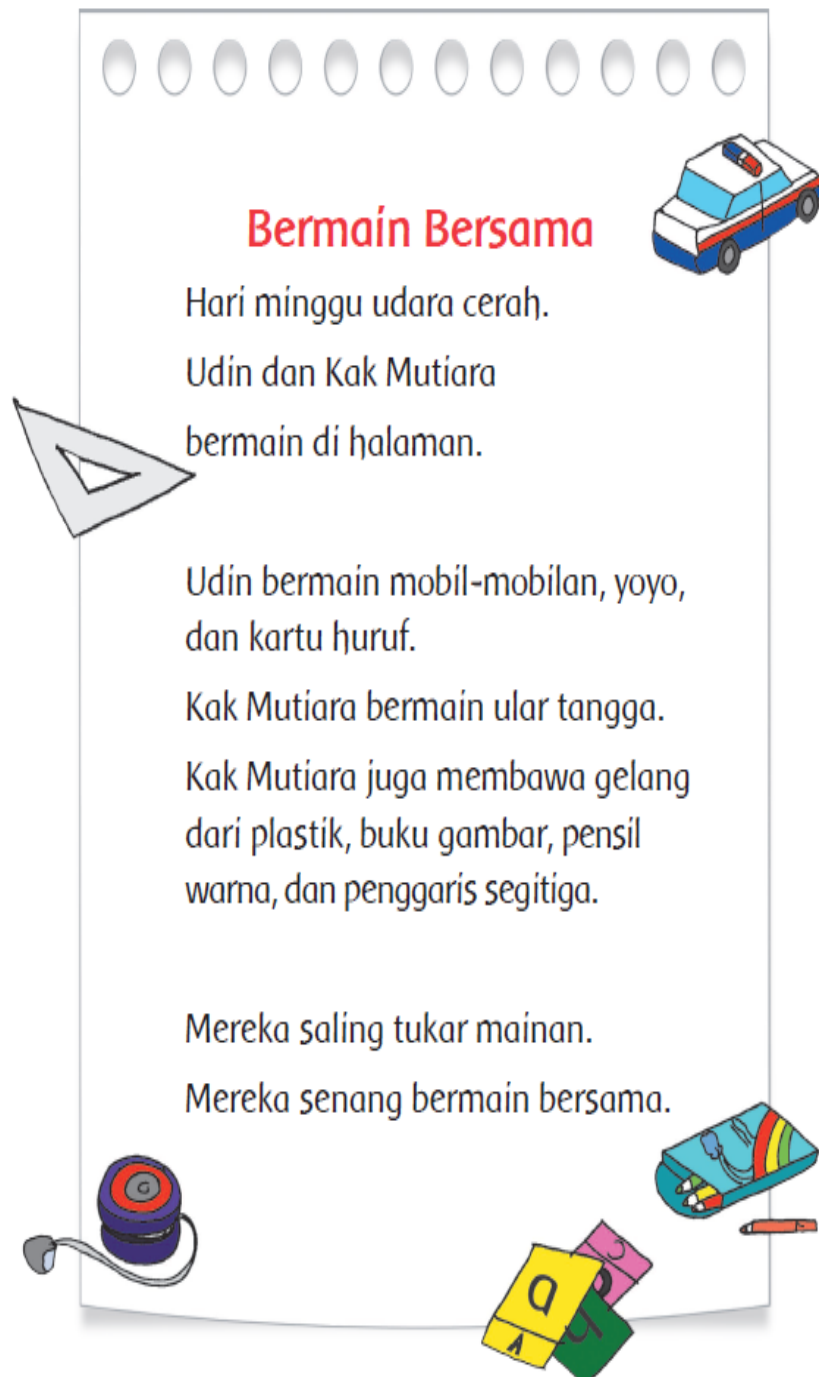 Bermain Bersama
Hari minggu udara cerah.
Udin dan Kak Mutiara
bermain di halaman.
Udin bermain mobil-mobilan, yoyo,
dan kartu huruf.
Kak Mutiara bermain ular tangga.
Kak Mutiara juga membawa gelang
dari plastik, buku gambar, pensil
warna, dan penggaris segitiga.
Mereka saling tukar mainan.
Mereka senang bermain bersama.
a
A